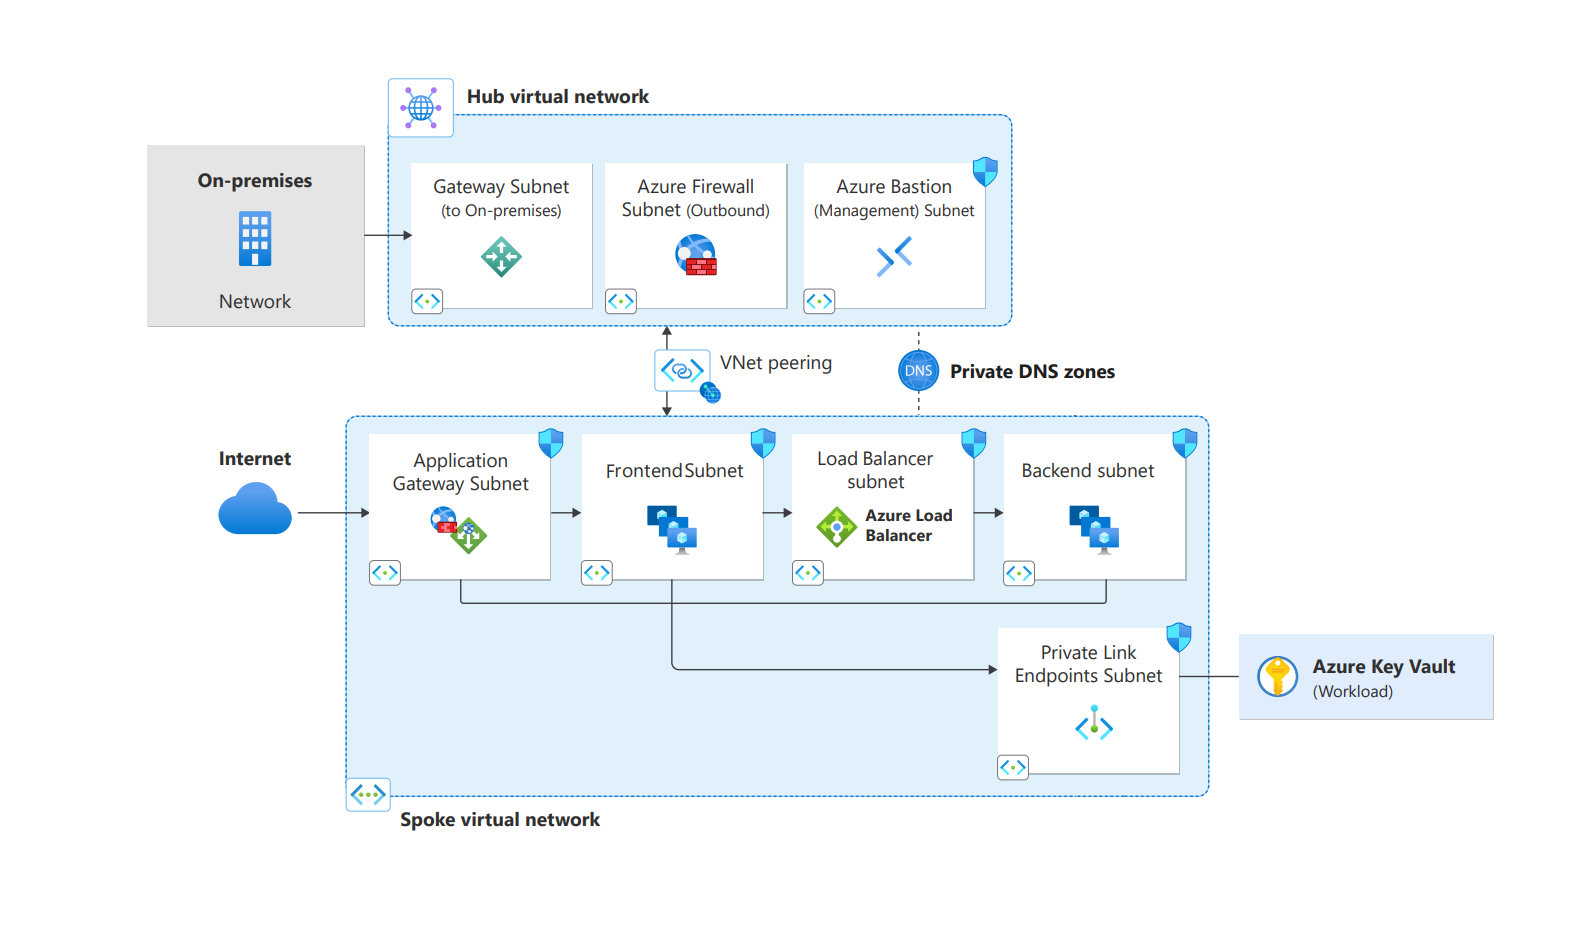 Hub virtual network
On-premises
Network
Gateway Subnet
(to On-premises)
Azure Firewall
Subnet (Outbound)
Azure Bastion
(Management) Subnet
VNet peering
DNS
Private DNS zones
Internet
Application
Gateway Subnet
Frontend Subnet
Load Balancer
subnet
Azure Load
Balancer
Backend subnet
Private Link
Endpoints Subnet
Azure Key Vault
(Workload)
Spoke virtual network